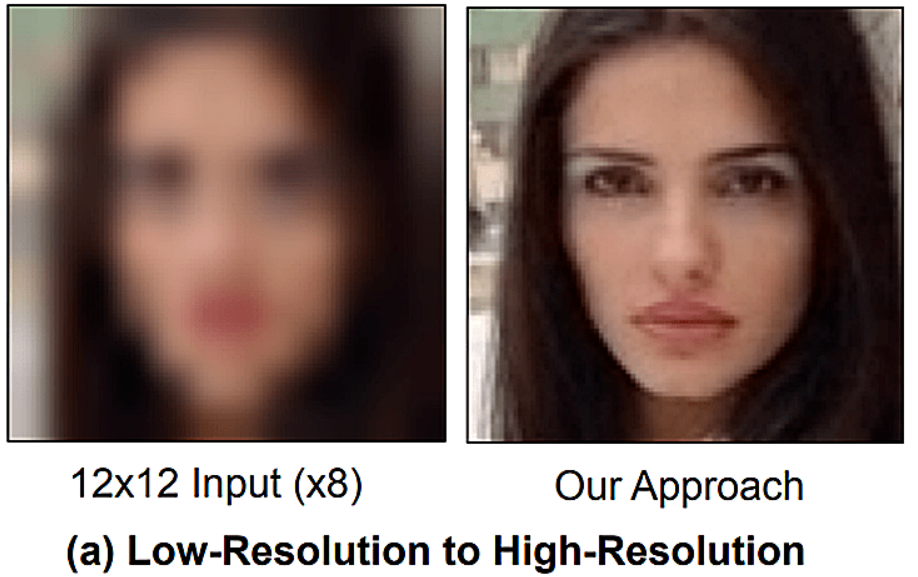 12x12 Input (x8)
Our Approach
(a) Low-Resolution to High-Resolution